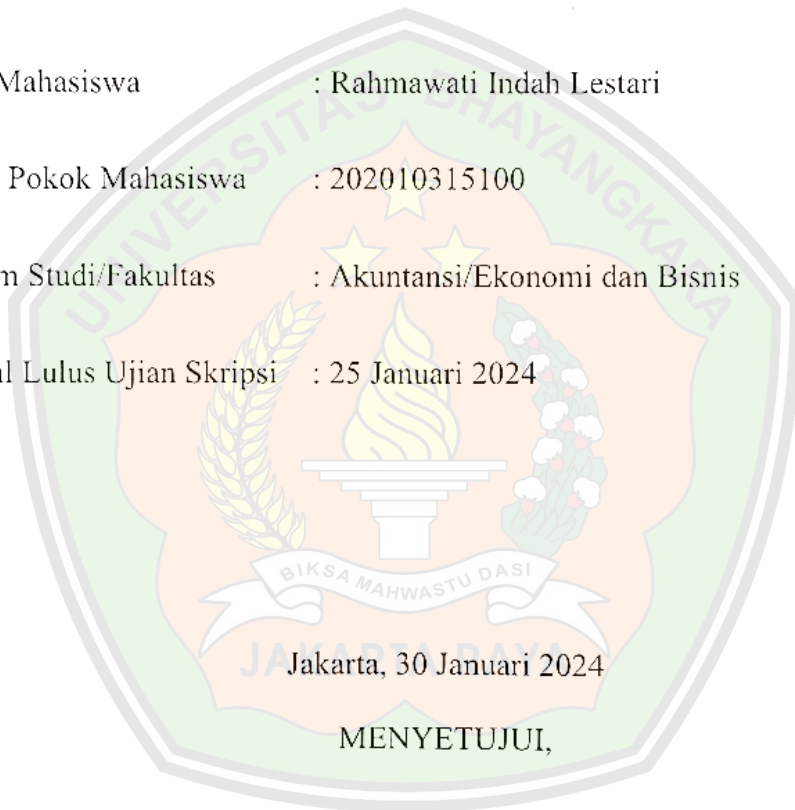 Mahasiswa : Rahmawati Indah Lestari
Pokok Mahasiswa : 202010315100
m Studi/Fakultas : Akuntansi/Ekonomi dan Bisnis
al Lulus Ujian Skripsi : 25 Januari 2024
UNIVERSITAS BHAYANGKARA
BIKSA MAHWASTU DASI
JAKARTA RAYA
Jakarta, 30 Januari 2024
MENYETUJUI,